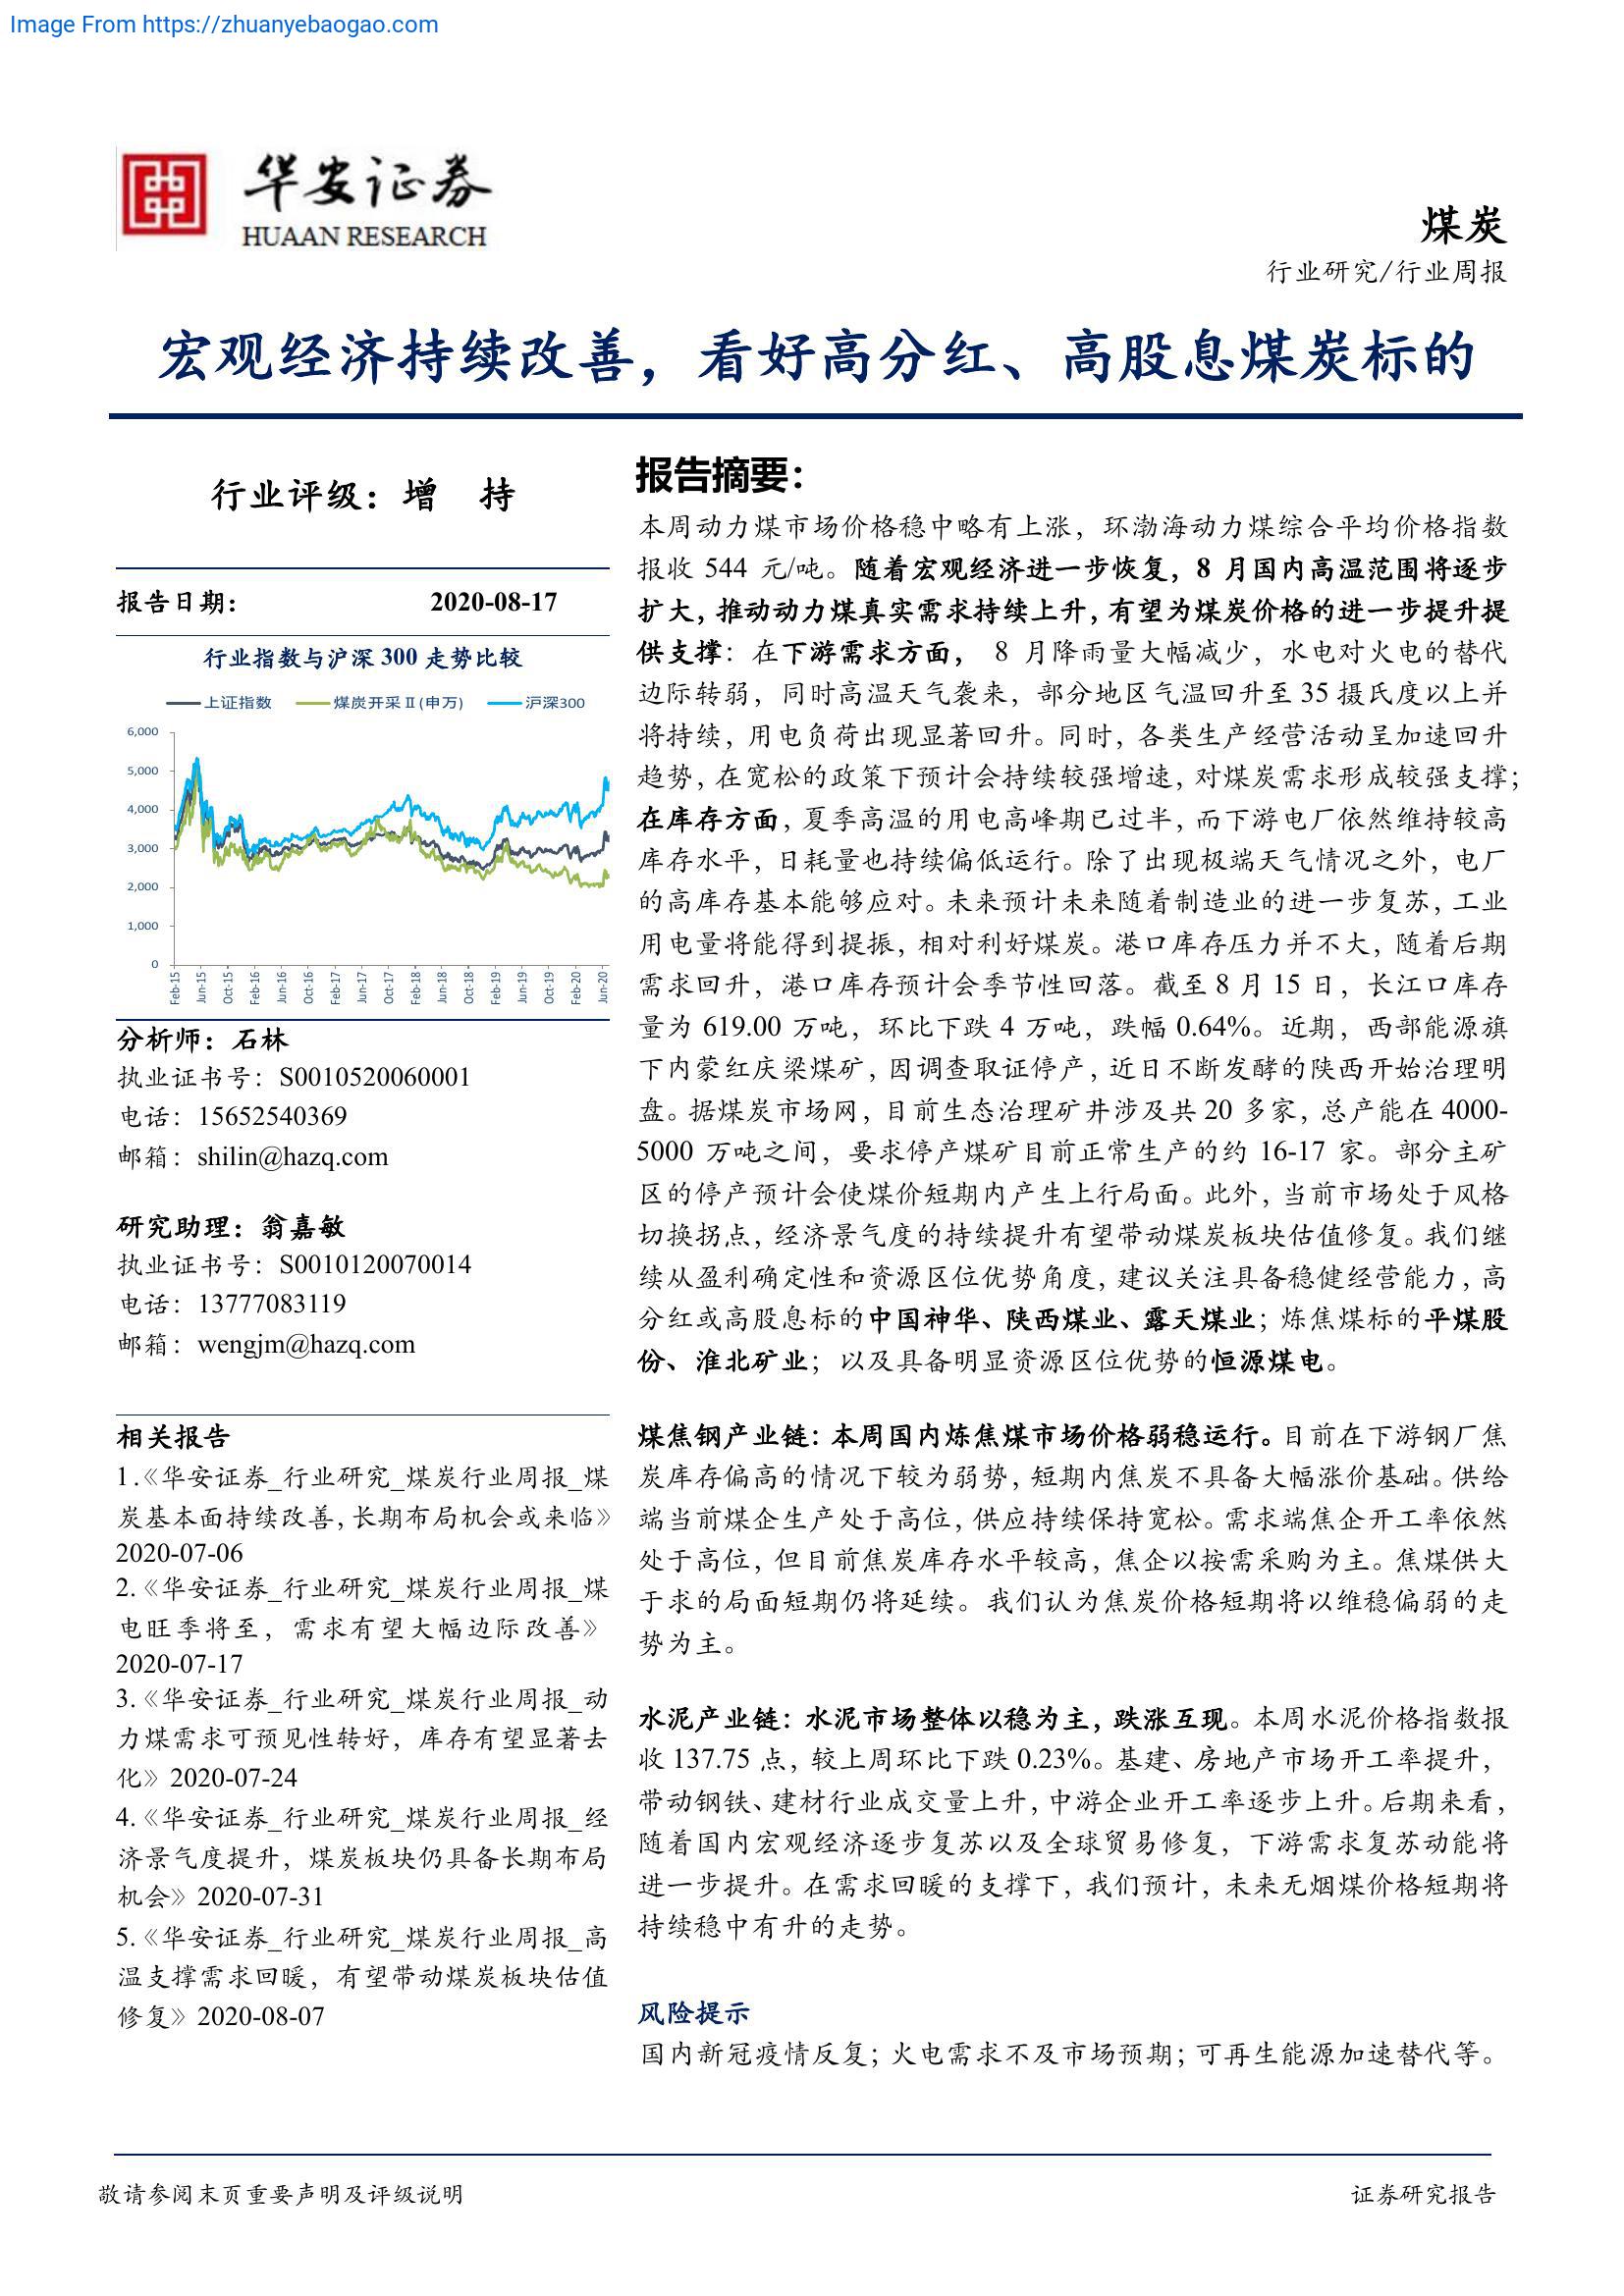 Image From https://zhuanyebaogao.com
华安证券
HUAAN RESEARCH
煤炭
行业研究/行业周报
宏观经济持续改善，看好高分红、高股息煤炭标的
行业评级：增 持
报告日期： 2020-08-17
行业指数与沪深 300 走势比较
上证指数 煤炭开采Ⅱ(申万) 沪深300
6,000
5,000
4,000
3,000
2,000
1,000
0
Feb-15 Jun-15 Oct-15 Feb-16 Jun-16 Oct-16 Feb-17 Jun-17 Oct-17 Feb-18 Jun-18 Oct-18 Feb-19 Jun-19 Oct-19 Feb-20 Jun-20
分析师：石林
执业证书号：S0010520060001
电话：15652540369
邮箱：shilin@hazq.com
研究助理：翁嘉敏
执业证书号：S0010120070014
电话：13777083119
邮箱：wengjm@hazq.com
相关报告
1.《华安证券_行业研究_煤炭行业周报_煤
炭基本面持续改善，长期布局机会或来临》
2020-07-06
2.《华安证券_行业研究_煤炭行业周报_煤
电旺季将至，需求有望大幅边际改善》
2020-07-17
3.《华安证券_行业研究_煤炭行业周报_动
力煤需求可预见性转好，库存有望显著去
化》2020-07-24
4.《华安证券_行业研究_煤炭行业周报_经
济景气度提升，煤炭板块仍具备长期布局
机会》2020-07-31
5.《华安证券_行业研究_煤炭行业周报_高
温支撑需求回暖，有望带动煤炭板块估值
修复》2020-08-07
报告摘要：
本周动力煤市场价格稳中略有上涨，环渤海动力煤综合平均价格指数
报收 544 元/吨。随着宏观经济进一步恢复，8 月国内高温范围将逐步
扩大，推动动力煤真实需求持续上升，有望为煤炭价格的进一步提升提
供支撑：在下游需求方面， 8 月降雨量大幅减少，水电对火电的替代
边际转弱，同时高温天气袭来，部分地区气温回升至 35 摄氏度以上并
将持续，用电负荷出现显著回升。同时，各类生产经营活动呈加速回升
趋势，在宽松的政策下预计会持续较强增速，对煤炭需求形成较强支撑；
在库存方面，夏季高温的用电高峰期已过半，而下游电厂依然维持较高
库存水平，日耗量也持续偏低运行。除了出现极端天气情况之外，电厂
的高库存基本能够应对。未来预计未来随着制造业的进一步复苏，工业
用电量将能得到提振，相对利好煤炭。港口库存压力并不大，随着后期
需求回升，港口库存预计会季节性回落。截至 8 月 15 日，长江口库存
量为 619.00 万吨，环比下跌 4 万吨，跌幅 0.64%。近期，西部能源旗
下内蒙红庆梁煤矿，因调查取证停产，近日不断发酵的陕西开始治理明
盘。据煤炭市场网，目前生态治理矿井涉及共 20 多家，总产能在 4000-
5000 万吨之间，要求停产煤矿目前正常生产的约 16-17 家。部分主矿
区的停产预计会使煤价短期内产生上行局面。此外，当前市场处于风格
切换拐点，经济景气度的持续提升有望带动煤炭板块估值修复。我们继
续从盈利确定性和资源区位优势角度，建议关注具备稳健经营能力，高
分红或高股息标的中国神华、陕西煤业、露天煤业；炼焦煤标的平煤股
份、淮北矿业；以及具备明显资源区位优势的恒源煤电。
煤焦钢产业链：本周国内炼焦煤市场价格弱稳运行。目前在下游钢厂焦
炭库存偏高的情况下较为弱势，短期内焦炭不具备大幅涨价基础。供给
端当前煤企生产处于高位，供应持续保持宽松。需求端焦企开工率依然
处于高位，但目前焦炭库存水平较高，焦企以按需采购为主。焦煤供大
于求的局面短期仍将延续。我们认为焦炭价格短期将以维稳偏弱的走
势为主。
水泥产业链：水泥市场整体以稳为主，跌涨互现。本周水泥价格指数报
收 137.75 点，较上周环比下跌 0.23%。基建、房地产市场开工率提升，
带动钢铁、建材行业成交量上升，中游企业开工率逐步上升。后期来看，
随着国内宏观经济逐步复苏以及全球贸易修复，下游需求复苏动能将
进一步提升。在需求回暖的支撑下，我们预计，未来无烟煤价格短期将
持续稳中有升的走势。
风险提示
国内新冠疫情反复；火电需求不及市场预期；可再生能源加速替代等。
敬请参阅末页重要声明及评级说明 证券研究报告